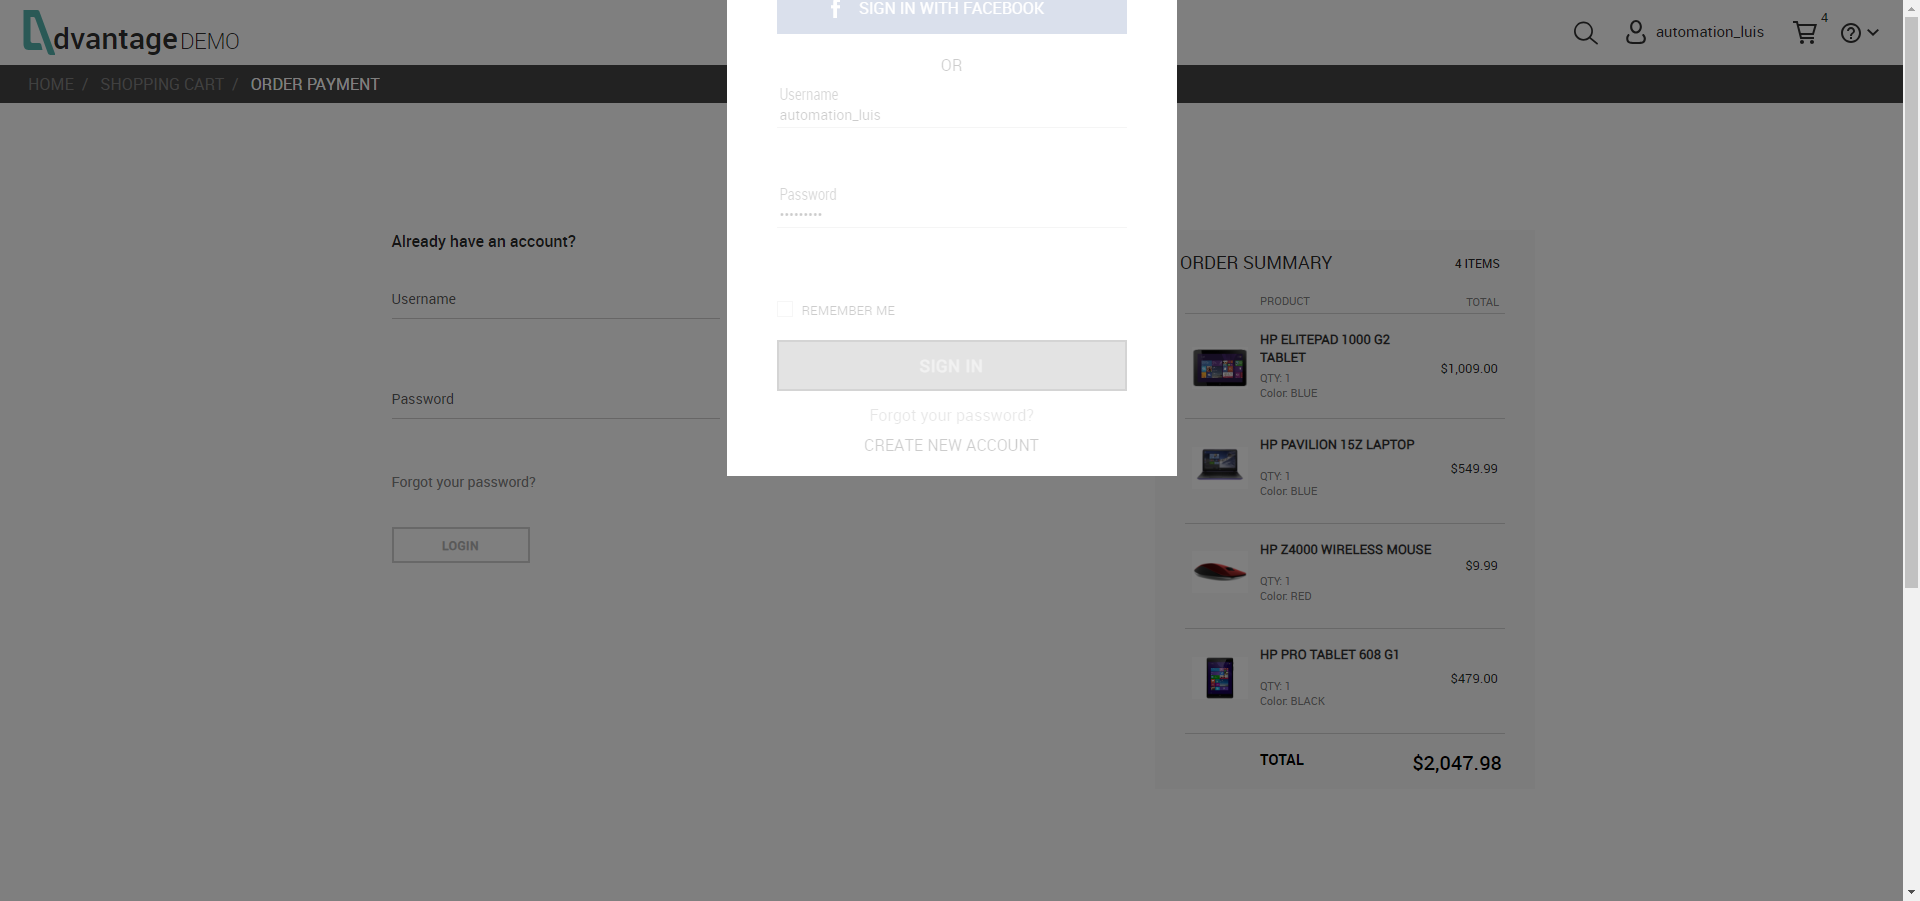 dvantage DEMO
automation_luis
4
HOME / SHOPPING CART / ORDER PAYMENT
SIGN IN WITH FACEBOOK
OR
Username
automation_luis
Password
•••••••••
REMEMBER ME
SIGN IN
Forgot your password?
CREATE NEW ACCOUNT
Already have an account?
Username
Password
Forgot your password?
LOGIN
ORDER SUMMARY
4 ITEMS
PRODUCT
TOTAL
HP ELITEPAD 1000 G2
TABLET
QTY: 1
Color: BLUE
$1,009.00
HP PAVILION 15Z LAPTOP
QTY: 1
Color: BLUE
$549.99
HP Z4000 WIRELESS MOUSE
QTY: 1
Color: RED
$9.99
HP PRO TABLET 608 G1
QTY: 1
Color: BLACK
$479.00
TOTAL
$2,047.98